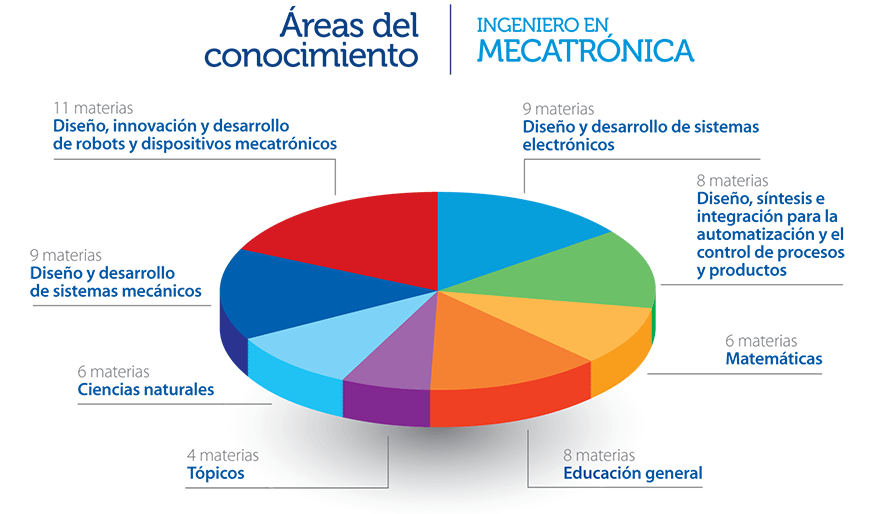 Áreas del
conocimiento
INGENIERO EN
MECATRÓNICA
11 materias
Diseño, innovación y desarrollo
de robots y dispositivos mecatrónicos
9 materias
Diseño y desarrollo de sistemas
electrónicos
8 materias
Diseño, síntesis e
integración para la
automatización y el
control de procesos
y productos
9 materias
Diseño y desarrollo
de sistemas mecánicos
6 materias
Matemáticas
6 materias
Ciencias naturales
4 materias
Tópicos
8 materias
Educación general